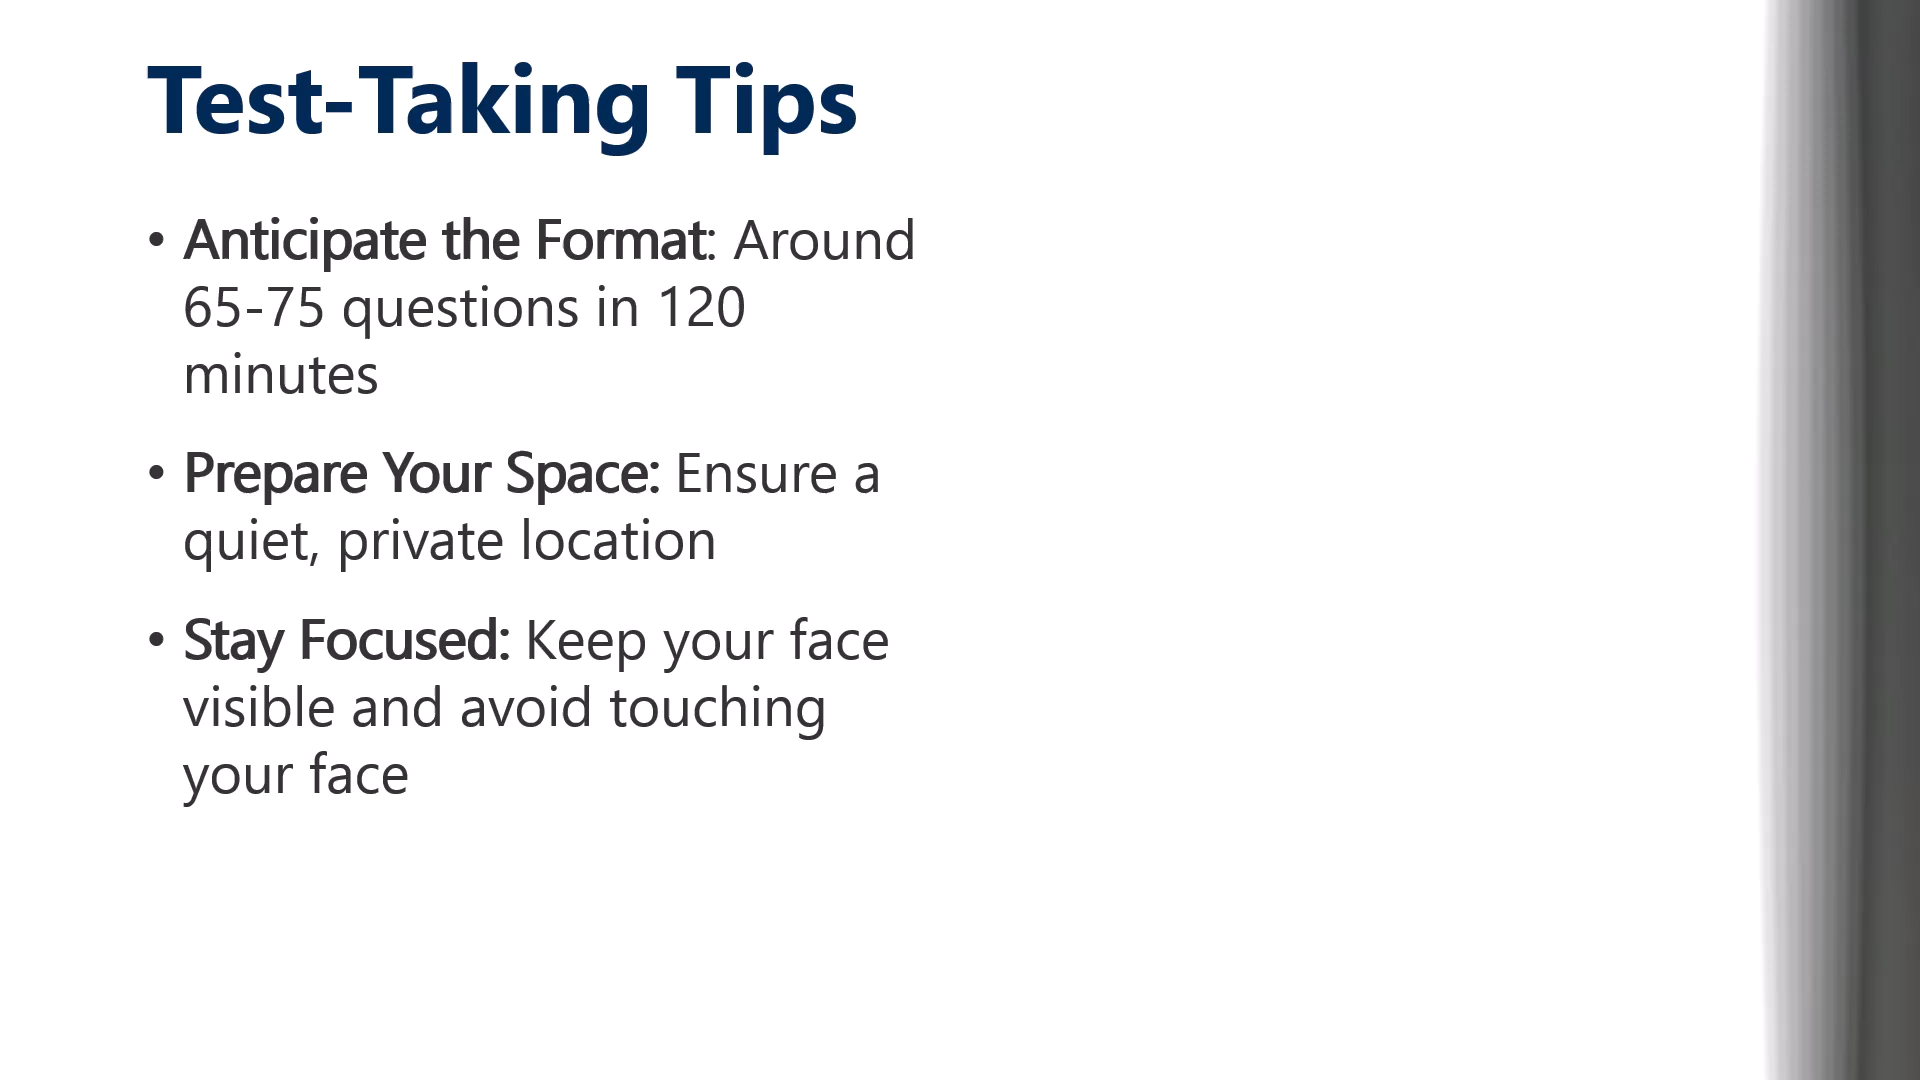 Test-Taking Tips
• Anticipate the Format: Around
65-75 questions in 120
minutes
• Prepare Your Space: Ensure a
quiet, private location
• Stay Focused: Keep your face
visible and avoid touching
your face